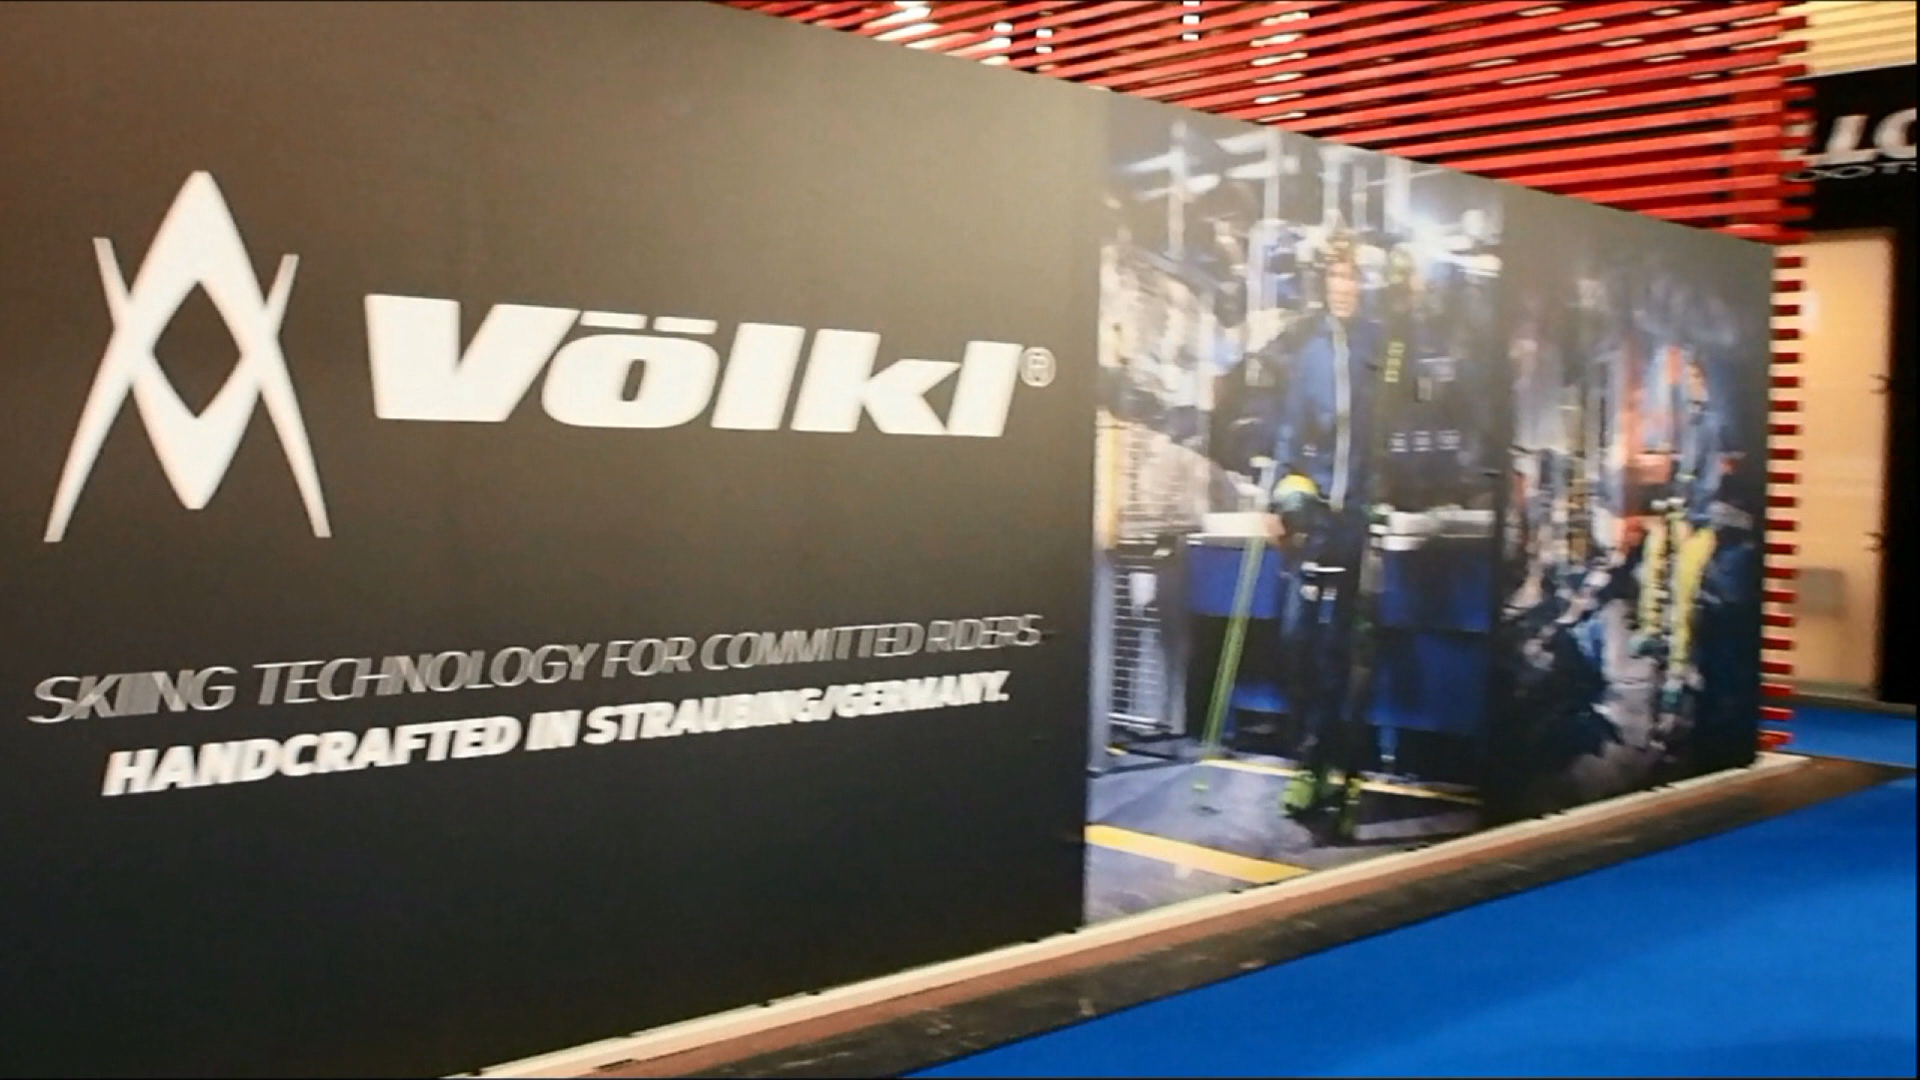 Völkl®
SKIING TECHNOLOGY FOR COMMITTED RIDERS
HANDCRAFTED IN STRAUBING/GERMANY.